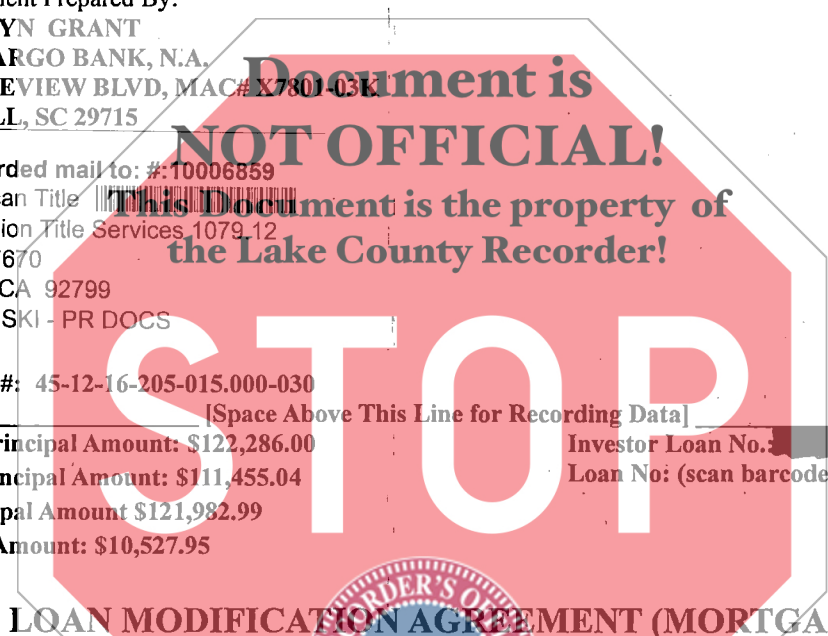 ent Prepared By:
YN GRANT
ARGO BANK, N.A.
EVIEW BLVD, MAC# X7801-03K
LL, SC 29715
Document is
NOT OFFICIAL!
This Document is the property of
the Lake County Recorder!
rded mail to: #:10006859
an Title
ion Title Services 1079 12
670
CA 92799
SKI - PR DOCS
STOP
#: 45-12-16-205-015.000-030
[Space Above This Line for Recording Data]
rincipal Amount: $122,286.00
Investor Loan No.:
ncipal Amount: $111,455.04
Loan No: (scan barcode
pal Amount $121,982.99
Amount: $10,527.95
ORDER'S O
LOAN MODIFICATION AGREEMENT (MORTGA